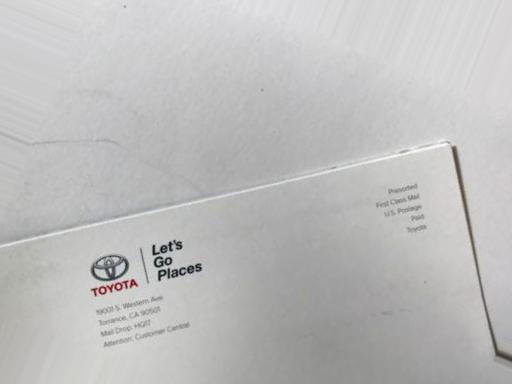 TOYOTA
Let's
Go
Places
19001 S. Western Ave
Torrance, CA 90501
Mail Drop: HQ17
Attention: Customer Central
Presorted
First Class Mail
U.S. Postage
Paid
Toyota